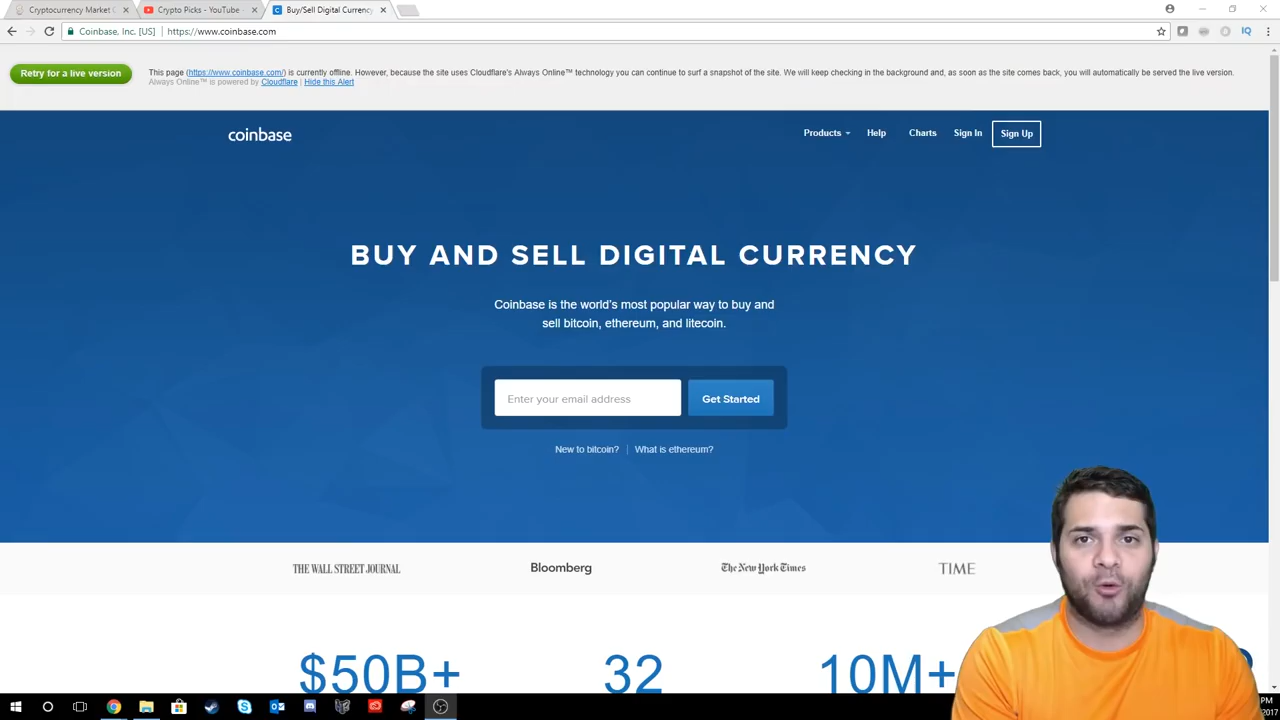 Cryptocurrency Market C
Crypto Picks - YouTube
Buy/Sell Digital Currency
Coinbase, Inc. [US] | https://www.coinbase.com
Retry for a live version
This page (https://www.coinbase.com/) is currently offline. However, because the site uses Cloudflare's Always Online™ technology you can continue to surf a snapshot of the site. We will keep checking in the background and, as soon as the site comes back, you will automatically be served the live version.
Always Online™ is powered by Cloudflare | Hide this Alert
coinbase
Products
Help
Charts
Sign In
Sign Up
BUY AND SELL DIGITAL CURRENCY
Coinbase is the world's most popular way to buy and
sell bitcoin, ethereum, and litecoin.
Enter your email address
Get Started
New to bitcoin? | What is ethereum?
THE WALL STREET JOURNAL
Bloomberg
The New York Times
TIME
$50B+
32
10M+
PM
2017